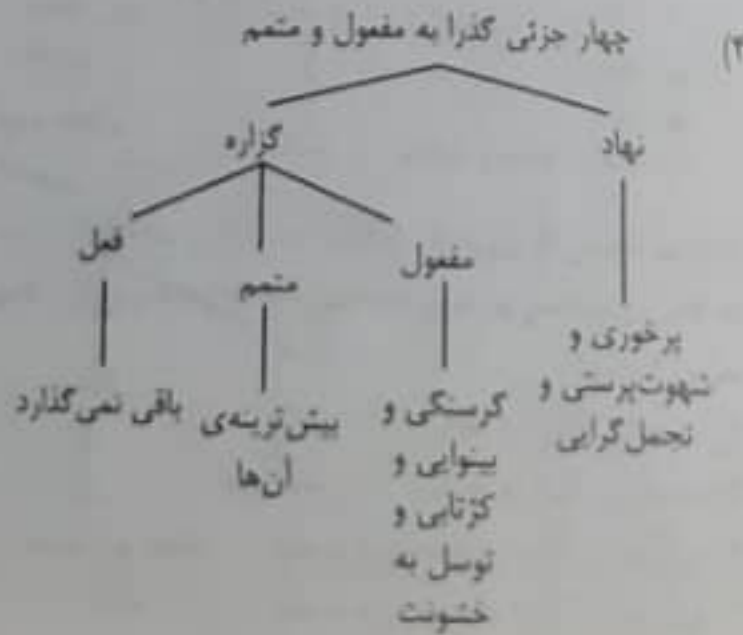 ۴) چهار جزئی گذرا به مفعول و متمم
نهاد
گزاره
مفعول
متمم
فعل
پرخوری و
شهوت‌پرستی و
تجمل‌گرایی
گرسنگی و
بینوایی و
کژتابی و
توسل به
خشونت
بیش‌ترینه‌ی
آن‌ها
باقی نمی‌گذارد